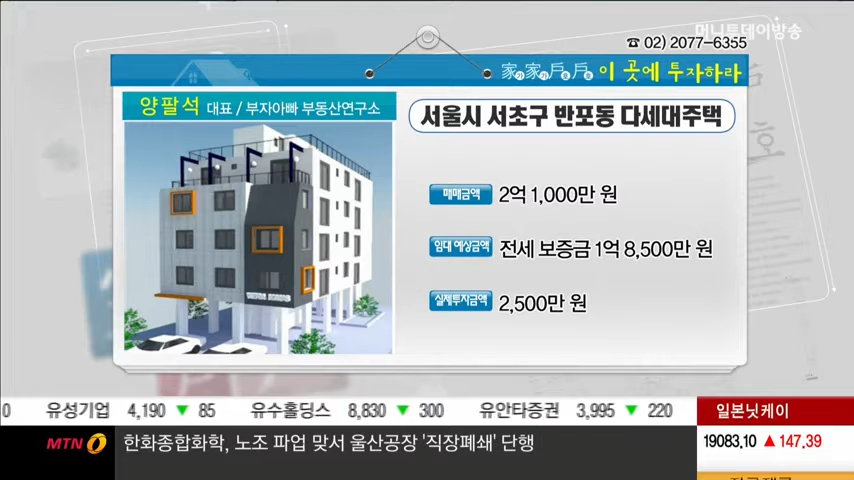 머니투데이방송
☎ 02) 2077-6355
家가家가戶호戶호 이 곳에 투자하라
양팔석 대표 / 부자아빠 부동산연구소
서울시 서초구 반포동 다세대주택
매매금액 2억 1,000만 원
임대 예상금액 전세 보증금 1억 8,500만 원
실제투자금액 2,500만 원
0 유성기업 4,190 ▼ 85 유수홀딩스 8,830 ▼ 300 유안타증권 3,995 ▼ 220
일본닛케이
19083.10 ▲147.39
MTN
한화종합화학, 노조 파업 맞서 울산공장 '직장폐쇄' 단행